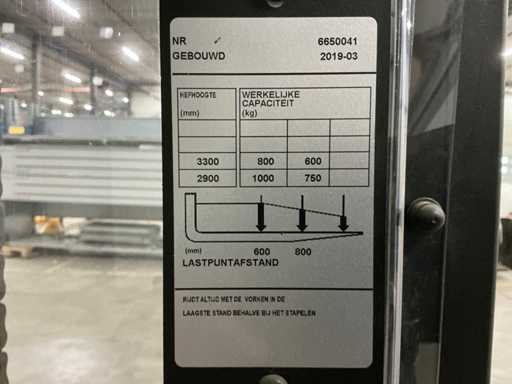 NR 6650041
GEBOUWD 2019-03
HEFHOOGTE WERKELIJKE
CAPACITEIT
(mm) (kg)
3300 800 600
2900 1000 750
(mm) 600 800
LASTPUNTAFSTAND
RIJDT ALTIJD MET DE VORKEN IN DE
LAAGSTE STAND BEHALVE BIJ HET STAPELEN